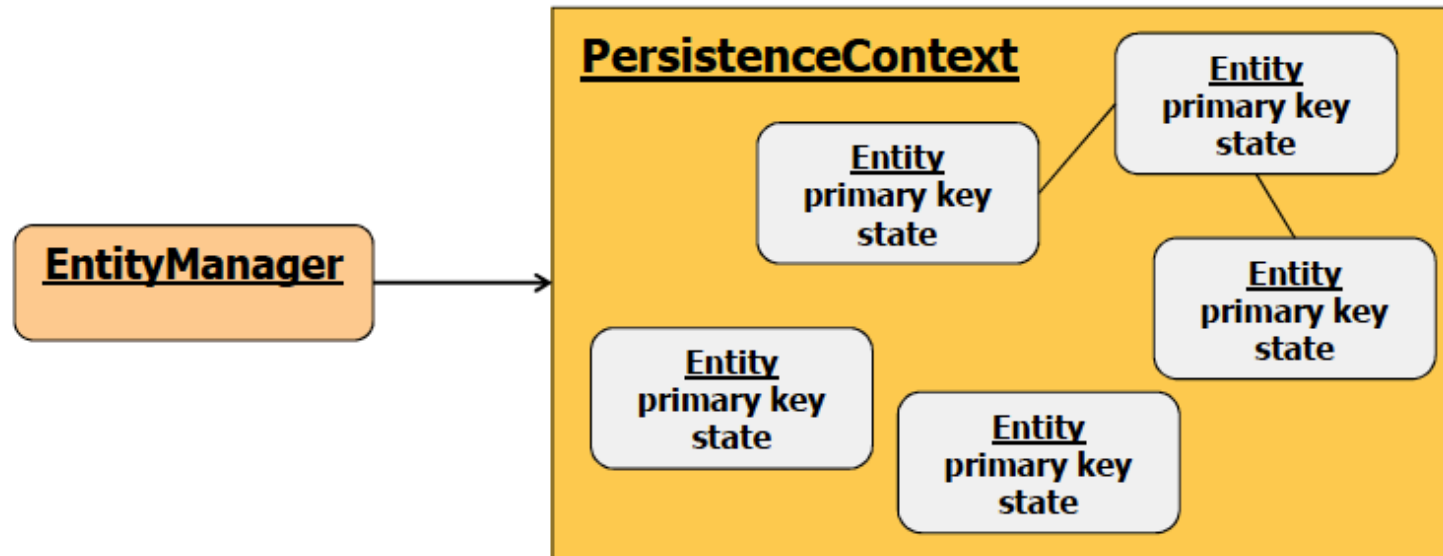 PersistenceContext
Entity
primary key
state
Entity
primary key
state
EntityManager
Entity
primary key
state
Entity
primary key
state
Entity
primary key
state